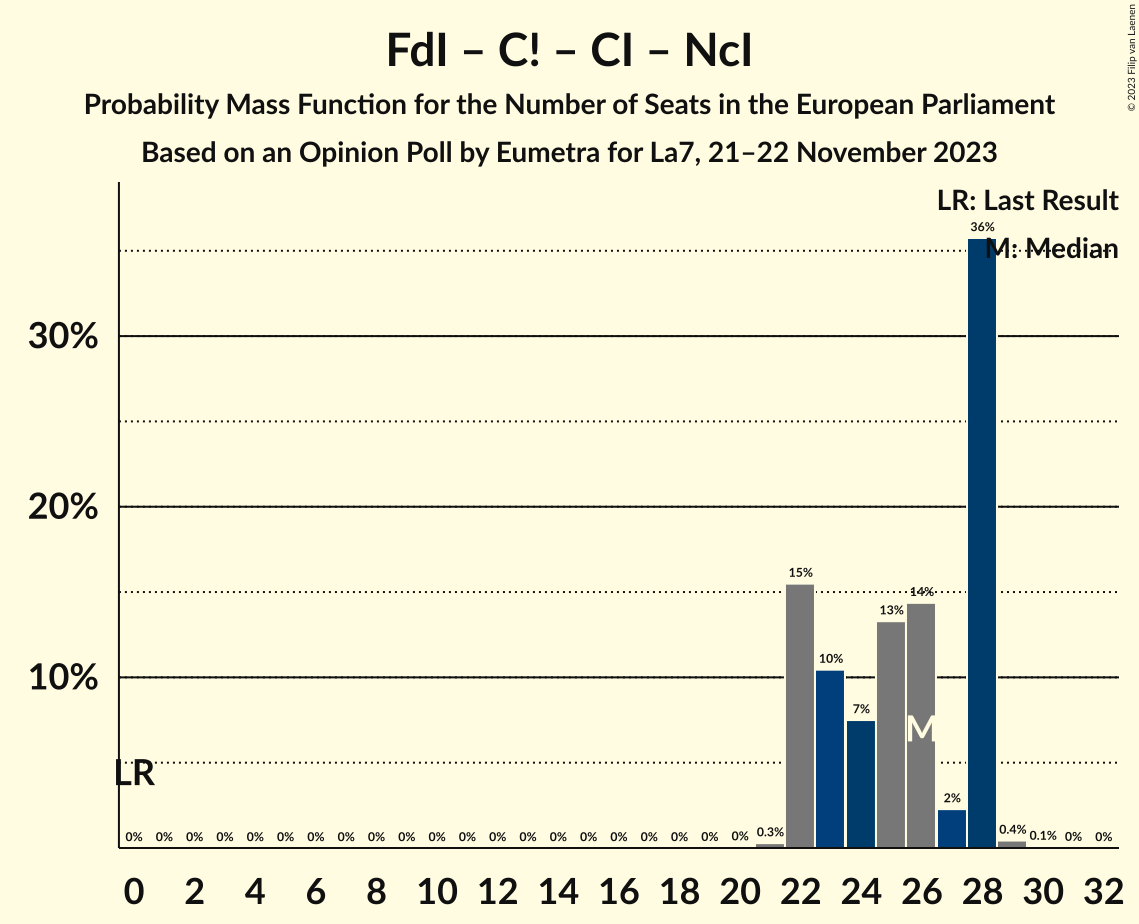 FdI – C! – CI – NcI
Probability Mass Function for the Number of Seats in the European Parliament
Based on an Opinion Poll by Eumetra for La7, 21–22 November 2023
© 2023 Filip van Laenen
LR: Last Result
M: Median
30%
20%
10%
36%
15%
10%
7%
13%
14%
2%
0.3%
0.4%
0.1%
M
LR
0% 0% 0% 0% 0% 0% 0% 0% 0% 0% 0% 0% 0% 0% 0% 0% 0% 0% 0% 0% 0% 0% 0%
0 2 4 6 8 10 12 14 16 18 20 22 24 26 28 30 32